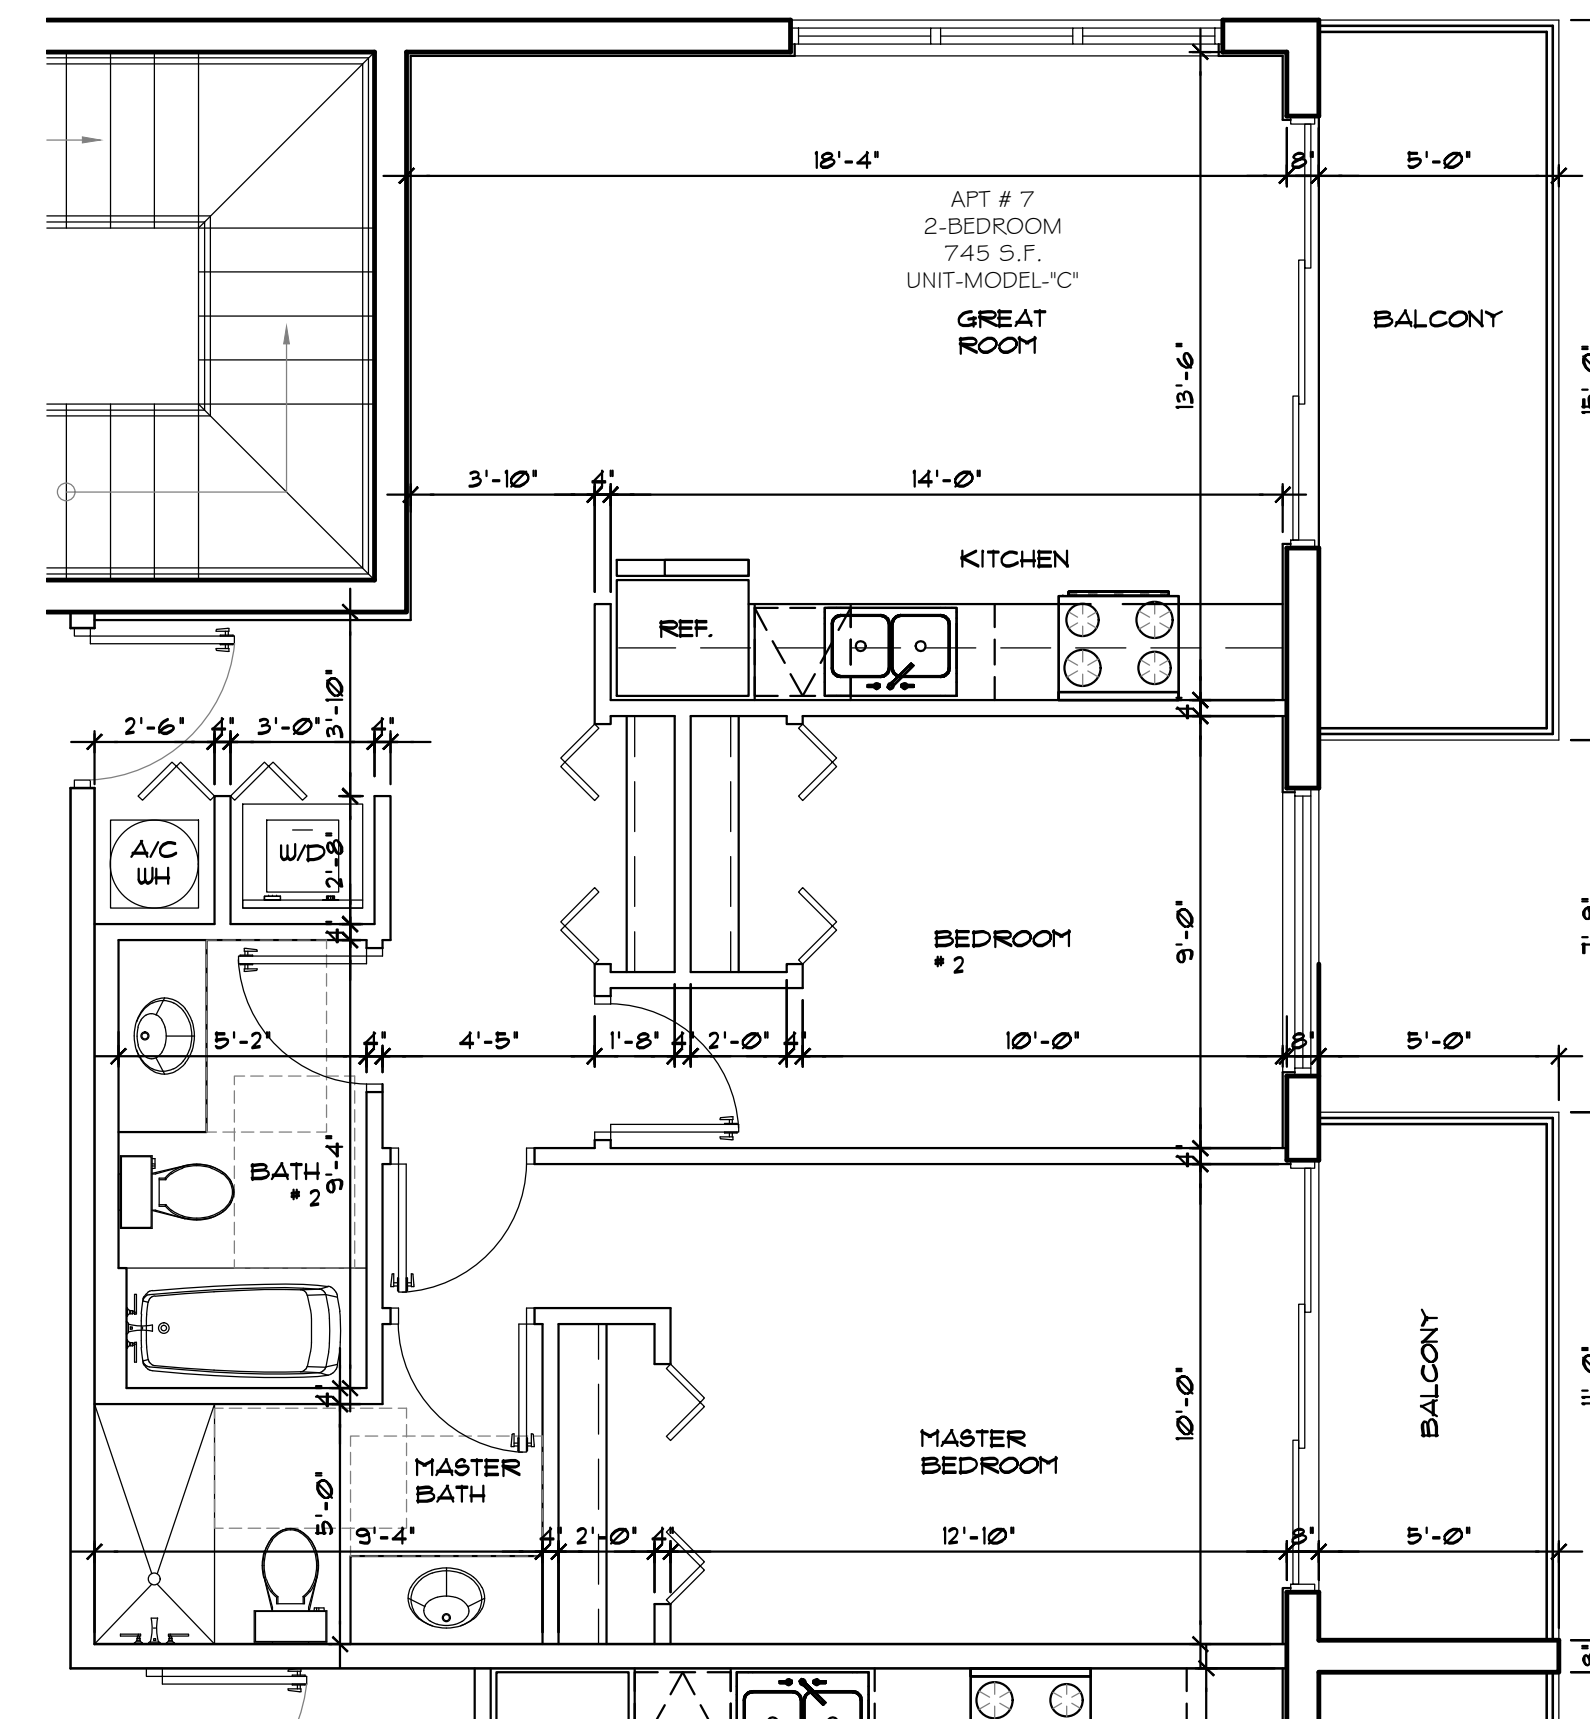 18'-4"
8"
5'-0"
APT # 7
2-BEDROOM
745 S.F.
UNIT-MODEL-"C"
GREAT
ROOM
BALCONY
13'-6"
3'-10"
4"
14'-0"
KITCHEN
REF.
3'-10"
2'-6"
4"
3'-0"
4"
4"
A/C
WH
W/D
2'-8"
4"
BEDROOM
# 2
9'-0"
5'-2"
4"
4'-5"
1'-8"
4"
2'-0"
4"
10'-0"
8"
5'-0"
BATH
# 2
9'-4"
4"
4"
BALCONY
10'-0"
MASTER
BEDROOM
MASTER
BATH
5'-0"
9'-4"
4"
2'-0"
4"
12'-10"
8"
5'-0"